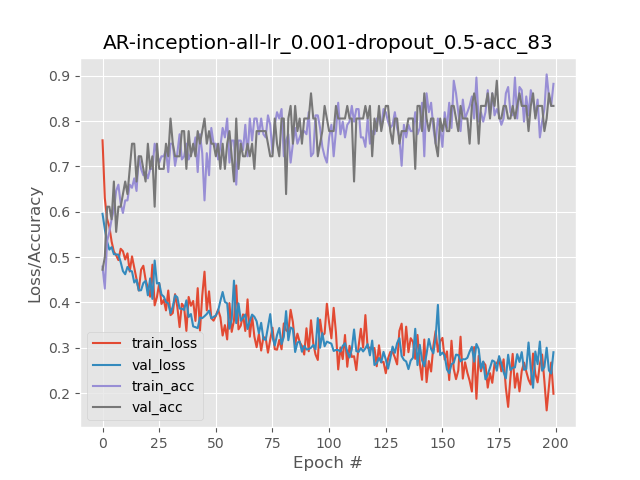 AR-inception-all-lr_0.001-dropout_0.5-acc_83
Loss/Accuracy
0.9
0.8
0.7
0.6
0.5
0.4
0.3
0.2
train_loss
val_loss
train_acc
val_acc
0 25 50 75 100 125 150 175 200
Epoch #